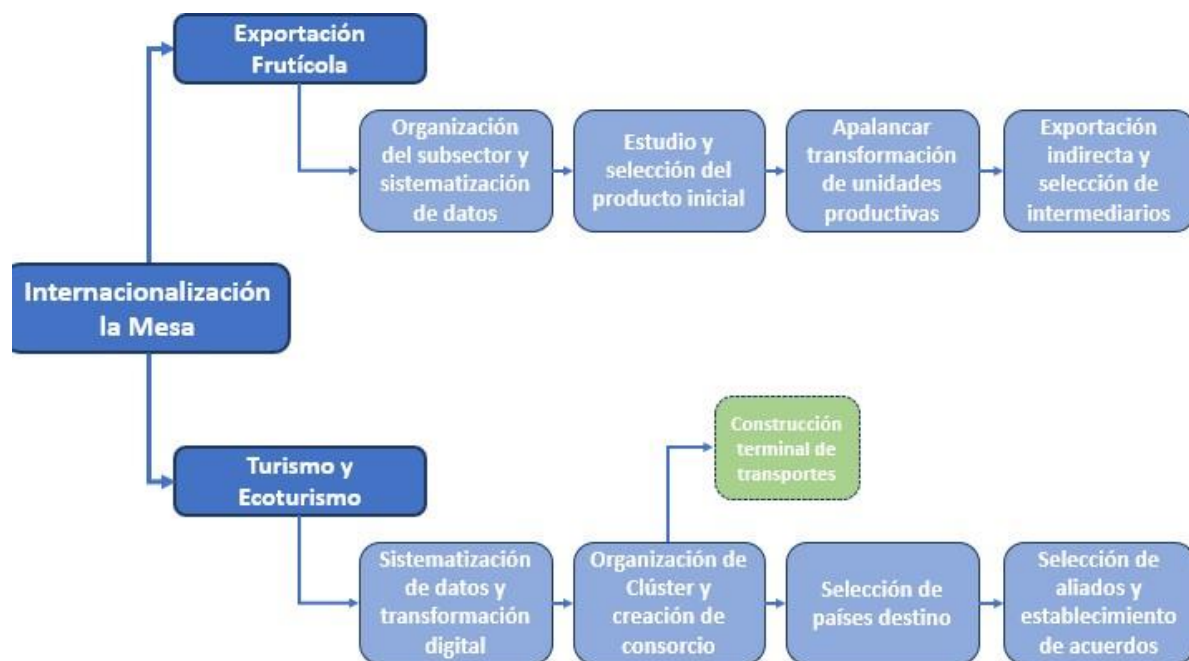 Exportación
Frutícola
Organización
del subsector y
sistematización
de datos
Estudio y
selección del
producto inicial
Apalancar
transformación
de unidades
productivas
Exportación
indirecta y
selección de
intermediarios
Internacionalización
la Mesa
Turismo y
Ecoturismo
Construcción
terminal de
transportes
Sistematización
de datos y
transformación
digital
Organización de
Clúster y
creación de
consorcio
Selección de
países destino
Selección de
aliados y
establecimiento
de acuerdos